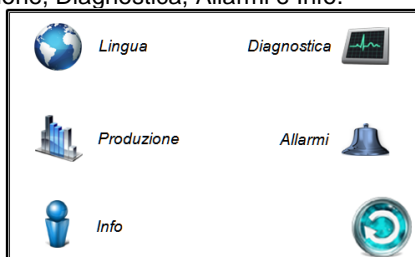 Diagnostica, Allarmi e Info.
Lingua
Diagnostica
Produzione
Allarmi
Info